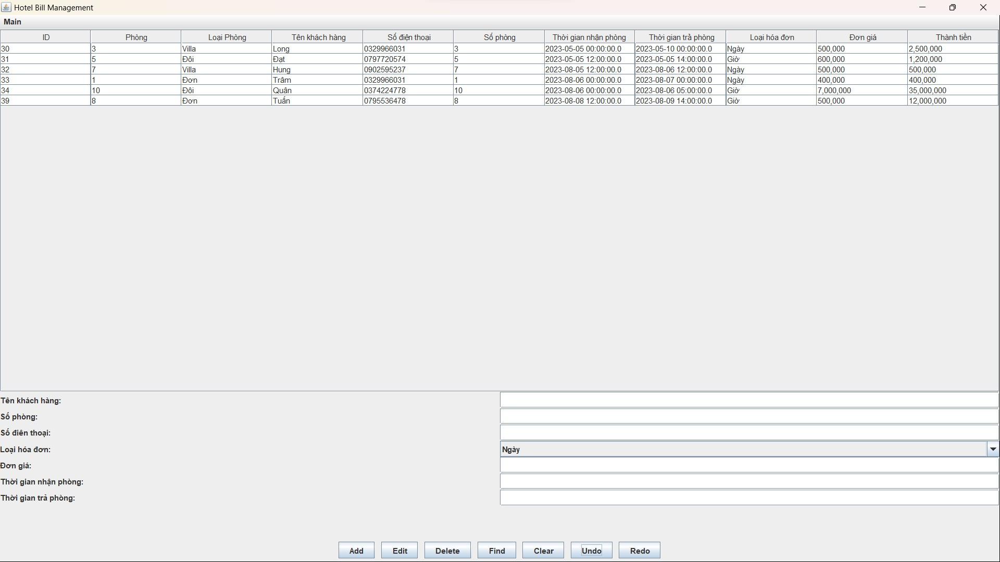 Hotel Bill Management
Main
ID Phòng Loại Phòng Tên khách hàng Số điện thoại Số phòng Thời gian nhận phòng Thời gian trả phòng Loại hóa đơn Đơn giá Thành tiền
30 3 Villa Long 0329966031 3 2023-05-05 00:00:00.0 2023-05-10 00:00:00.0 Ngày 500,000 2,500,000
31 5 Đôi Đạt 0797720574 5 2023-05-05 12:00:00.0 2023-05-05 14:00:00.0 Giờ 600,000 1,200,000
32 7 Villa Hung 0902595237 7 2023-08-05 12:00:00.0 2023-08-06 12:00:00.0 Ngày 500,000 500,000
33 1 Đơn Trâm 0329966031 1 2023-08-06 00:00:00.0 2023-08-07 00:00:00.0 Ngày 400,000 400,000
34 10 Đôi Quân 0374224778 10 2023-08-06 00:00:00.0 2023-08-06 05:00:00.0 Giờ 7,000,000 35,000,000
39 8 Đơn Tuấn 0795536478 8 2023-08-08 12:00:00.0 2023-08-09 14:00:00.0 Giờ 500,000 12,000,000
Tên khách hàng:
Số phòng:
Số điên thoại:
Loại hóa đơn: Ngày
Đơn giá:
Thời gian nhận phòng:
Thời gian trả phòng:
Add Edit Delete Find Clear Undo Redo